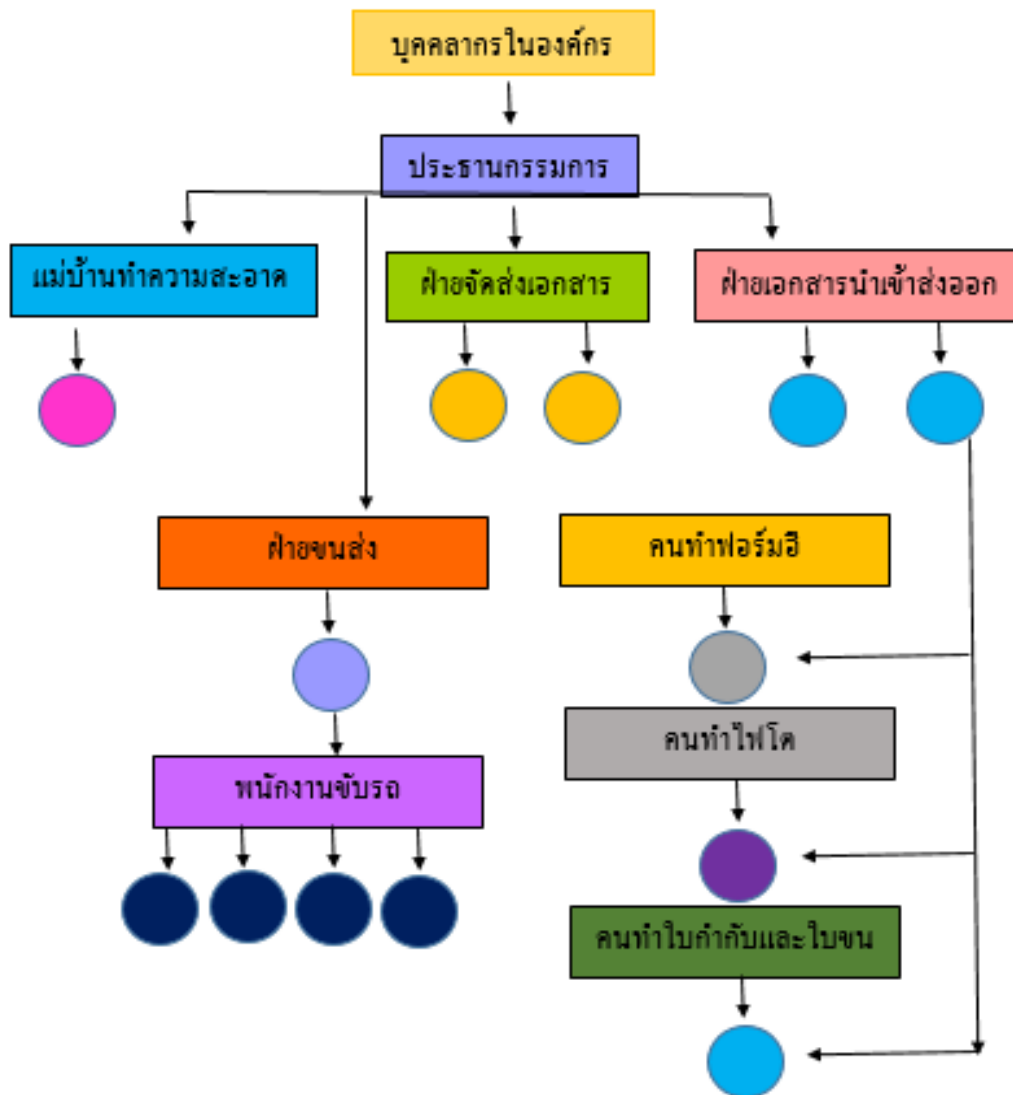 บุคคลากรในองค์กร
ประธานกรรมการ
แม่บ้านทำความสะอาด
ฝ่ายจัดส่งเอกสาร
ฝ่ายเอกสารนำเข้าส่งออก
ฝ่ายขนส่ง
คนทำฟอร์มอี
พนักงานขับรถ
คนทำไฟโต
คนทำใบกำกับและใบขน